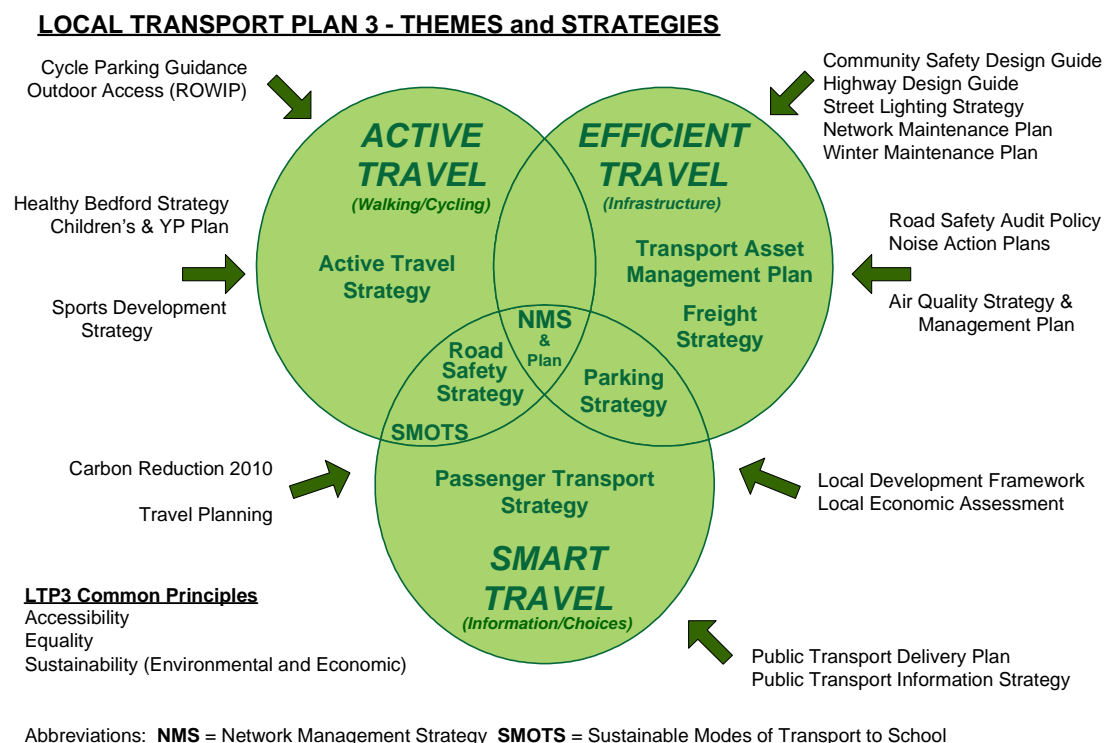 LOCAL TRANSPORT PLAN 3 - THEMES and STRATEGIES
Cycle Parking Guidance
Outdoor Access (ROWIP)
Community Safety Design Guide
Highway Design Guide
Street Lighting Strategy
Network Maintenance Plan
Winter Maintenance Plan
ACTIVE
TRAVEL
(Walking/Cycling)
EFFICIENT
TRAVEL
(Infrastructure)
Healthy Bedford Strategy
Children's & YP Plan
Sports Development
Strategy
Active Travel
Strategy
Transport Asset
Management Plan
Freight
Strategy
Road Safety Audit Policy
Noise Action Plans
Air Quality Strategy &
Management Plan
NMS
&
Plan
Road
Safety
Strategy
Parking
Strategy
SMOTS
Carbon Reduction 2010
Travel Planning
Passenger Transport
Strategy
Local Development Framework
Local Economic Assessment
SMART
TRAVEL
(Information/Choices)
LTP3 Common Principles
Accessibility
Equality
Sustainability (Environmental and Economic)
Public Transport Delivery Plan
Public Transport Information Strategy
Abbreviations: NMS = Network Management Strategy SMOTS = Sustainable Modes of Transport to School